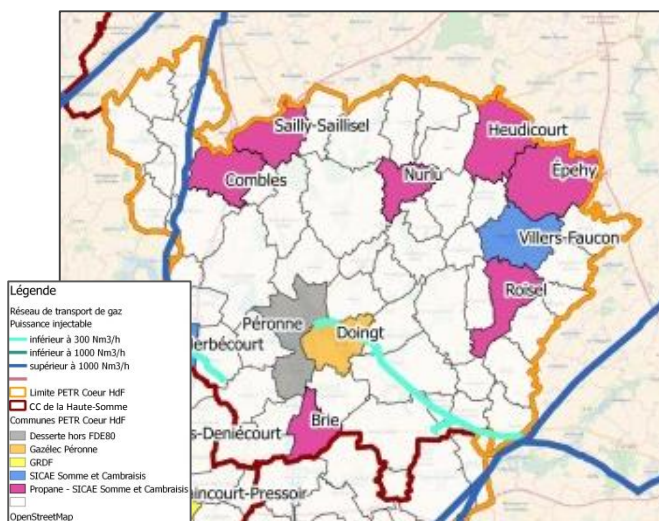 Sailly-Saillisel
Heudicourt
Combles
Nurlu
Épehy
Villers-Faucon
Roisel
Péronne
Doingt
Herbécourt
Brie
s-Deniécourt
aincourt-Pressoir
Légende
Réseau de transport de gaz
Puissance injectable
inférieur à 300 Nm3/h
inférieur à 1000 Nm3/h
supérieur à 1000 Nm3/h
Limite PETR Coeur HdF
CC de la Haute-Somme
Communes PETR Coeur HdF
Desserte hors FDE80
Gazélec Péronne
GRDF
SICAE Somme et Cambraisis
Propane - SICAE Somme et Cambraisis
OpenStreetMap